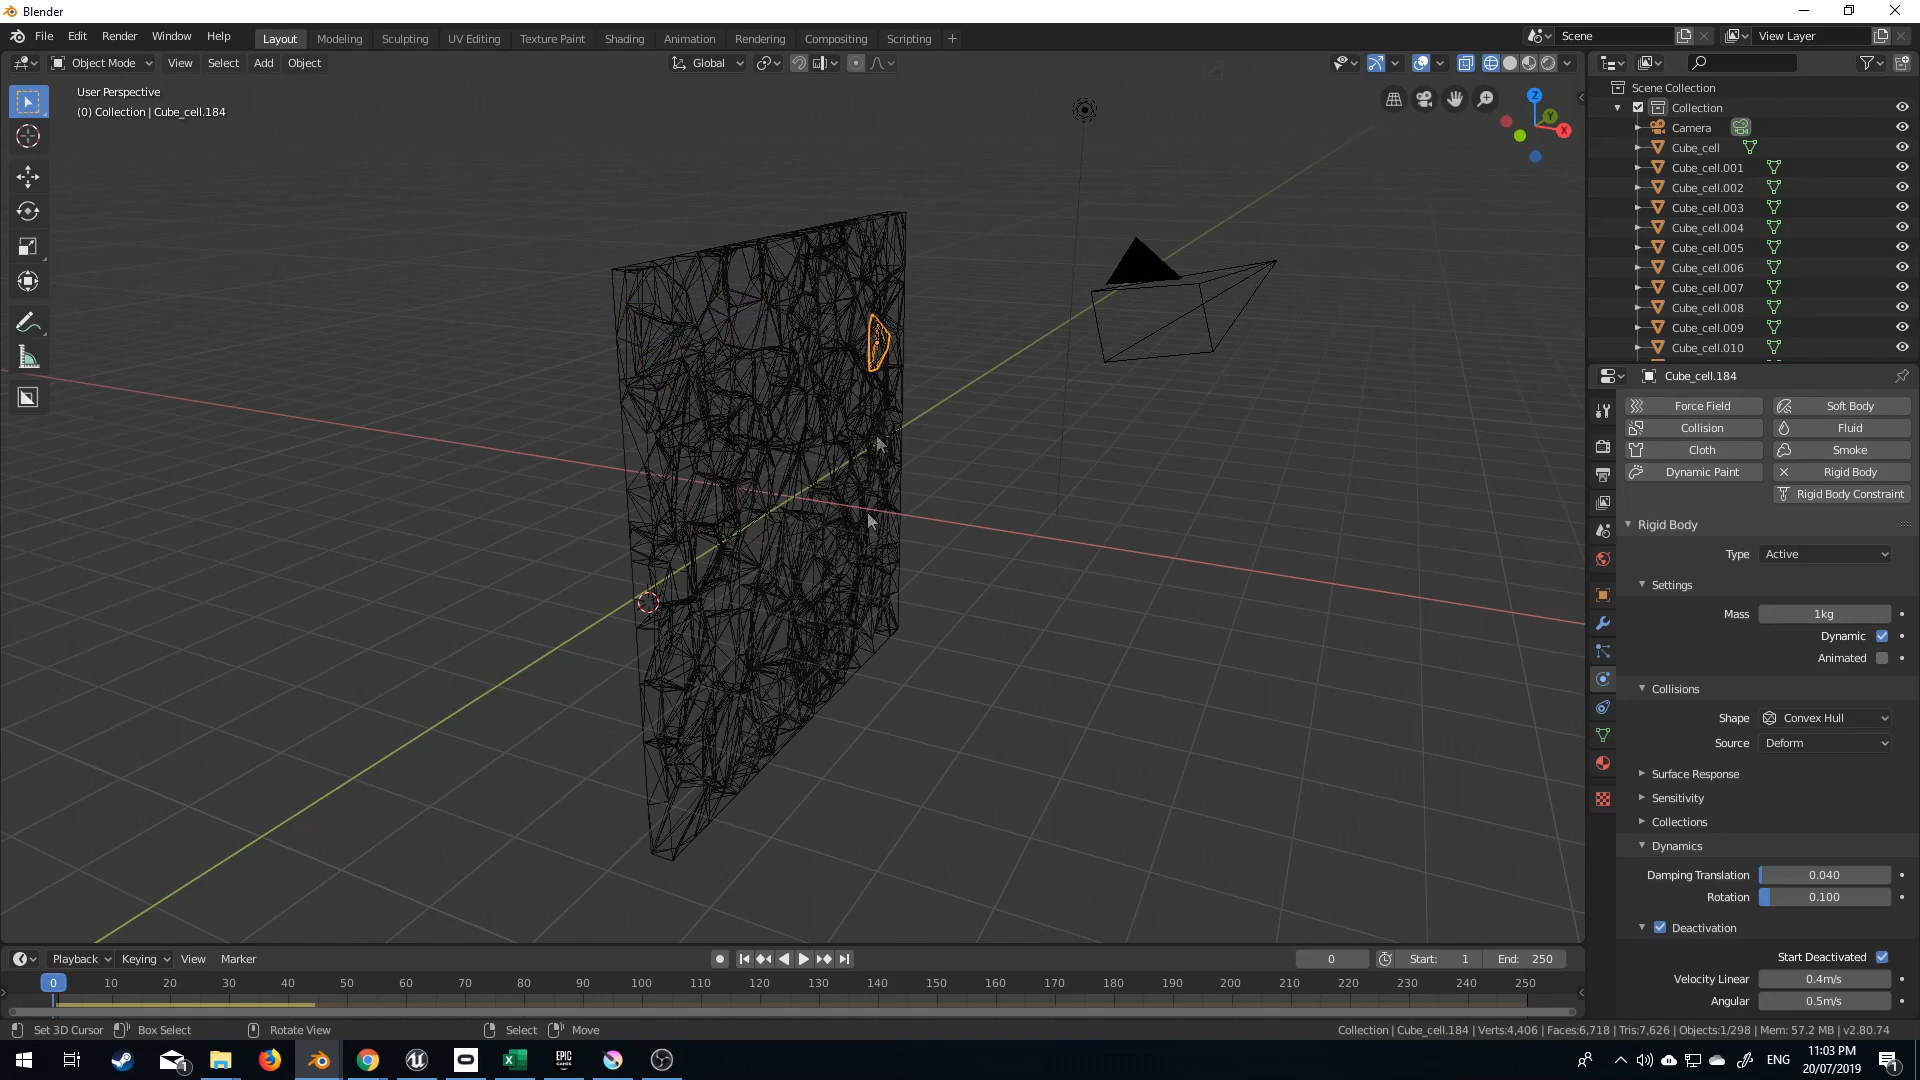 Blender
File Edit Render Window Help Layout Modeling Sculpting UV Editing Texture Paint Shading Animation Rendering Compositing Scripting + Scene View Layer
Object Mode View Select Add Object Global
User Perspective
(0) Collection | Cube_cell.184
Z
Y
X
Scene Collection
Collection
Camera
Cube_cell
Cube_cell.001
Cube_cell.002
Cube_cell.003
Cube_cell.004
Cube_cell.005
Cube_cell.006
Cube_cell.007
Cube_cell.008
Cube_cell.009
Cube_cell.010
Cube_cell.184
Force Field Soft Body
Collision Fluid
Cloth Smoke
Dynamic Paint Rigid Body
Rigid Body Constraint
Rigid Body
Type Active
Settings
Mass 1kg
Dynamic
Animated
Collisions
Shape Convex Hull
Source Deform
Surface Response
Sensitivity
Collections
Dynamics
Damping Translation 0.040
Rotation 0.100
Deactivation
Start Deactivated
Velocity Linear 0.4m/s
Angular 0.5m/s
Playback Keying View Marker 0 Start: 1 End: 250
0 10 20 30 40 50 60 70 80 90 100 110 120 130 140 150 160 170 180 190 200 210 220 230 240 250
Set 3D Cursor Box Select Rotate View Select Move Collection | Cube_cell.184 | Verts:4,406 | Faces:6,718 | Tris:7,626 | Objects:1/298 | Mem: 57.2 MB | v2.80.74
1 EPIC GAMES ENG 11:03 PM
20/07/2019 1